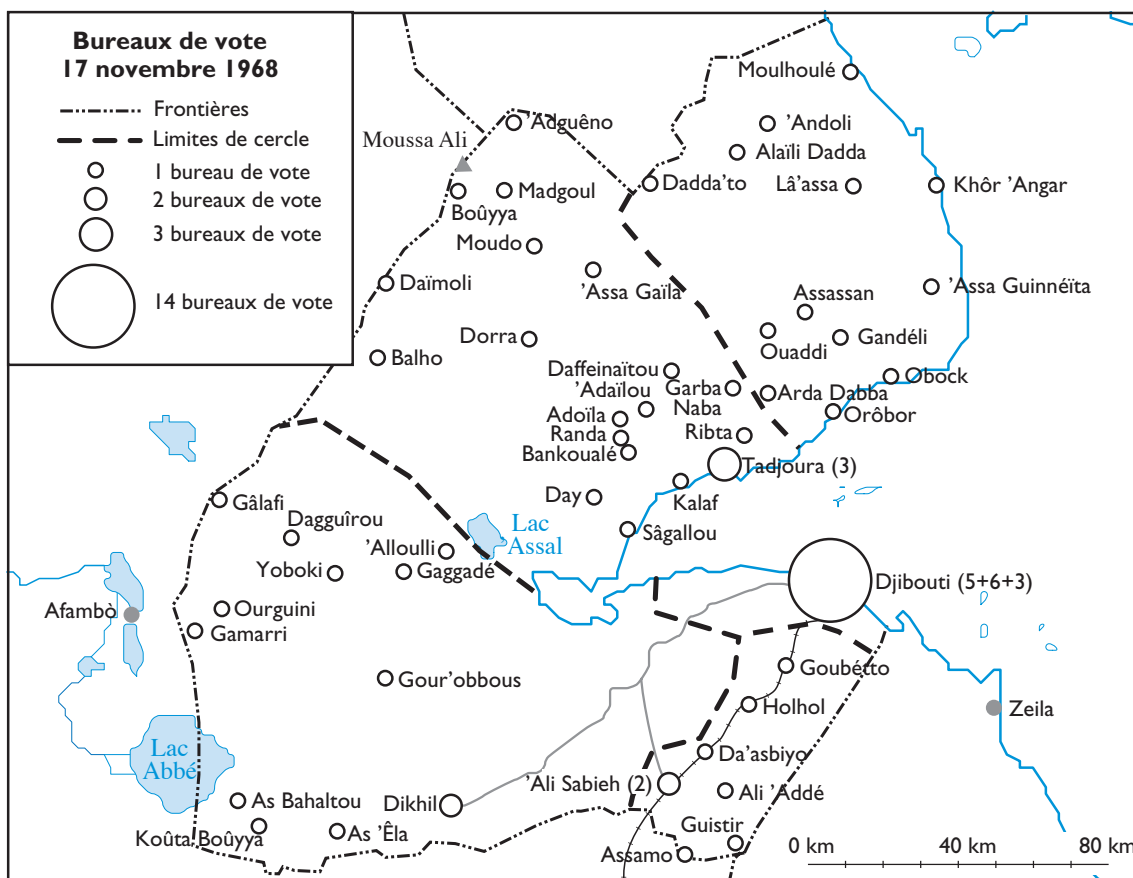 Bureaux de vote
17 novembre 1968
Frontières
Limites de cercle
1 bureau de vote
2 bureaux de vote
3 bureaux de vote
14 bureaux de vote
Moulhoulé
'Adguêno
'Andoli
Moussa Ali
Alaïli Dadda
Dadda'to
Lâ'assa
Khôr 'Angar
Madgoul
Boûyya
Moudo
Daïmoli
'Assa Gaïla
'Assa Guinnéïta
Assassan
Dorra
Ouaddi
Gandéli
Balho
Daffeinaïtou
Obock
'Adaïlou
Garba
Naba
Arda Dabba
Adoïla
Orôbor
Randa
Ribta
Bankoualé
Tadjoura (3)
Day
Kalaf
Gâlafi
Dagguîrou
Lac
'Assal
Sâgallou
'Alloulli
Yoboki
Gaggadé
Djibouti (5+6+3)
Afambò
Ourguini
Gamarri
Goubétto
Gour'obbous
Holhol
Zeila
Lac
Abbé
Da'asbiyo
'Ali Sabieh (2)
Ali 'Addé
As Bahaltou
Dikhil
Koûta Boûyya
As 'Êla
Guistir
Assamo
0 km
40 km
80 km